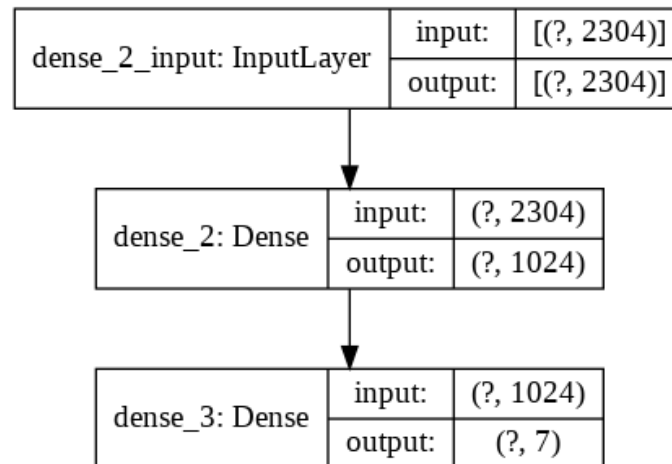 dense_2_input: InputLayer
input:
[(?, 2304)]
output:
[(?, 2304)]
dense_2: Dense
input:
(?, 2304)
output:
(?, 1024)
dense_3: Dense
input:
(?, 1024)
output:
(?, 7)